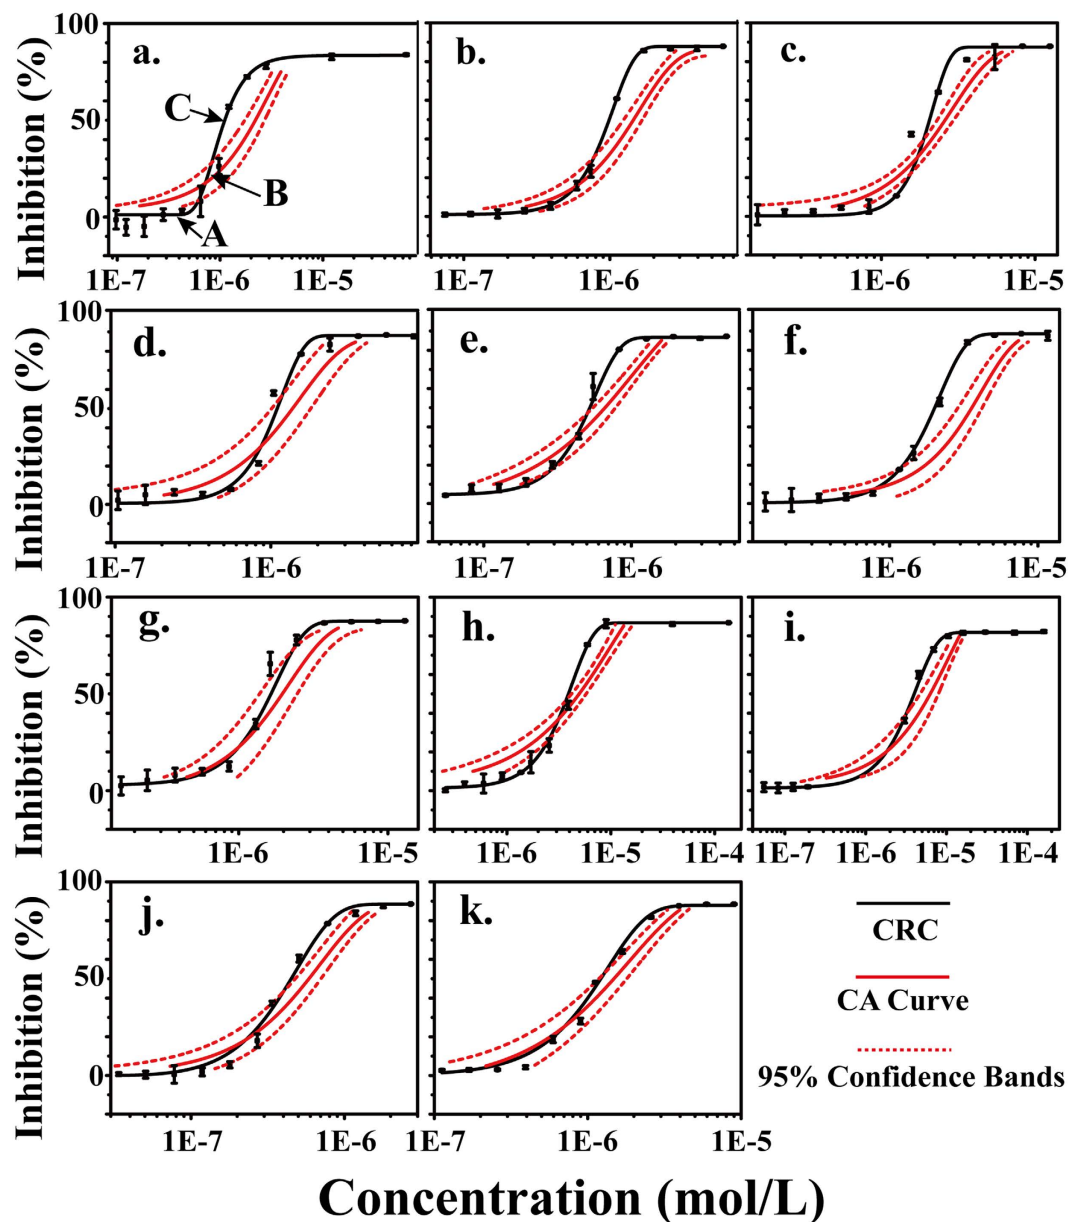 100
50
0
Inhibition (%)
a.
C
B
A
b.
c.
1E-7
1E-6
1E-5
1E-7
1E-6
1E-6
1E-5
100
50
0
Inhibition (%)
d.
e.
f.
1E-7
1E-6
1E-7
1E-6
1E-6
1E-5
100
50
0
Inhibition (%)
g.
h.
i.
1E-6
1E-5
1E-6
1E-5
1E-4
1E-7
1E-6
1E-5
1E-4
100
50
0
Inhibition (%)
j.
k.
1E-7
1E-6
1E-6
1E-5
CRC
CA Curve
95% Confidence Bands
Concentration (mol/L)